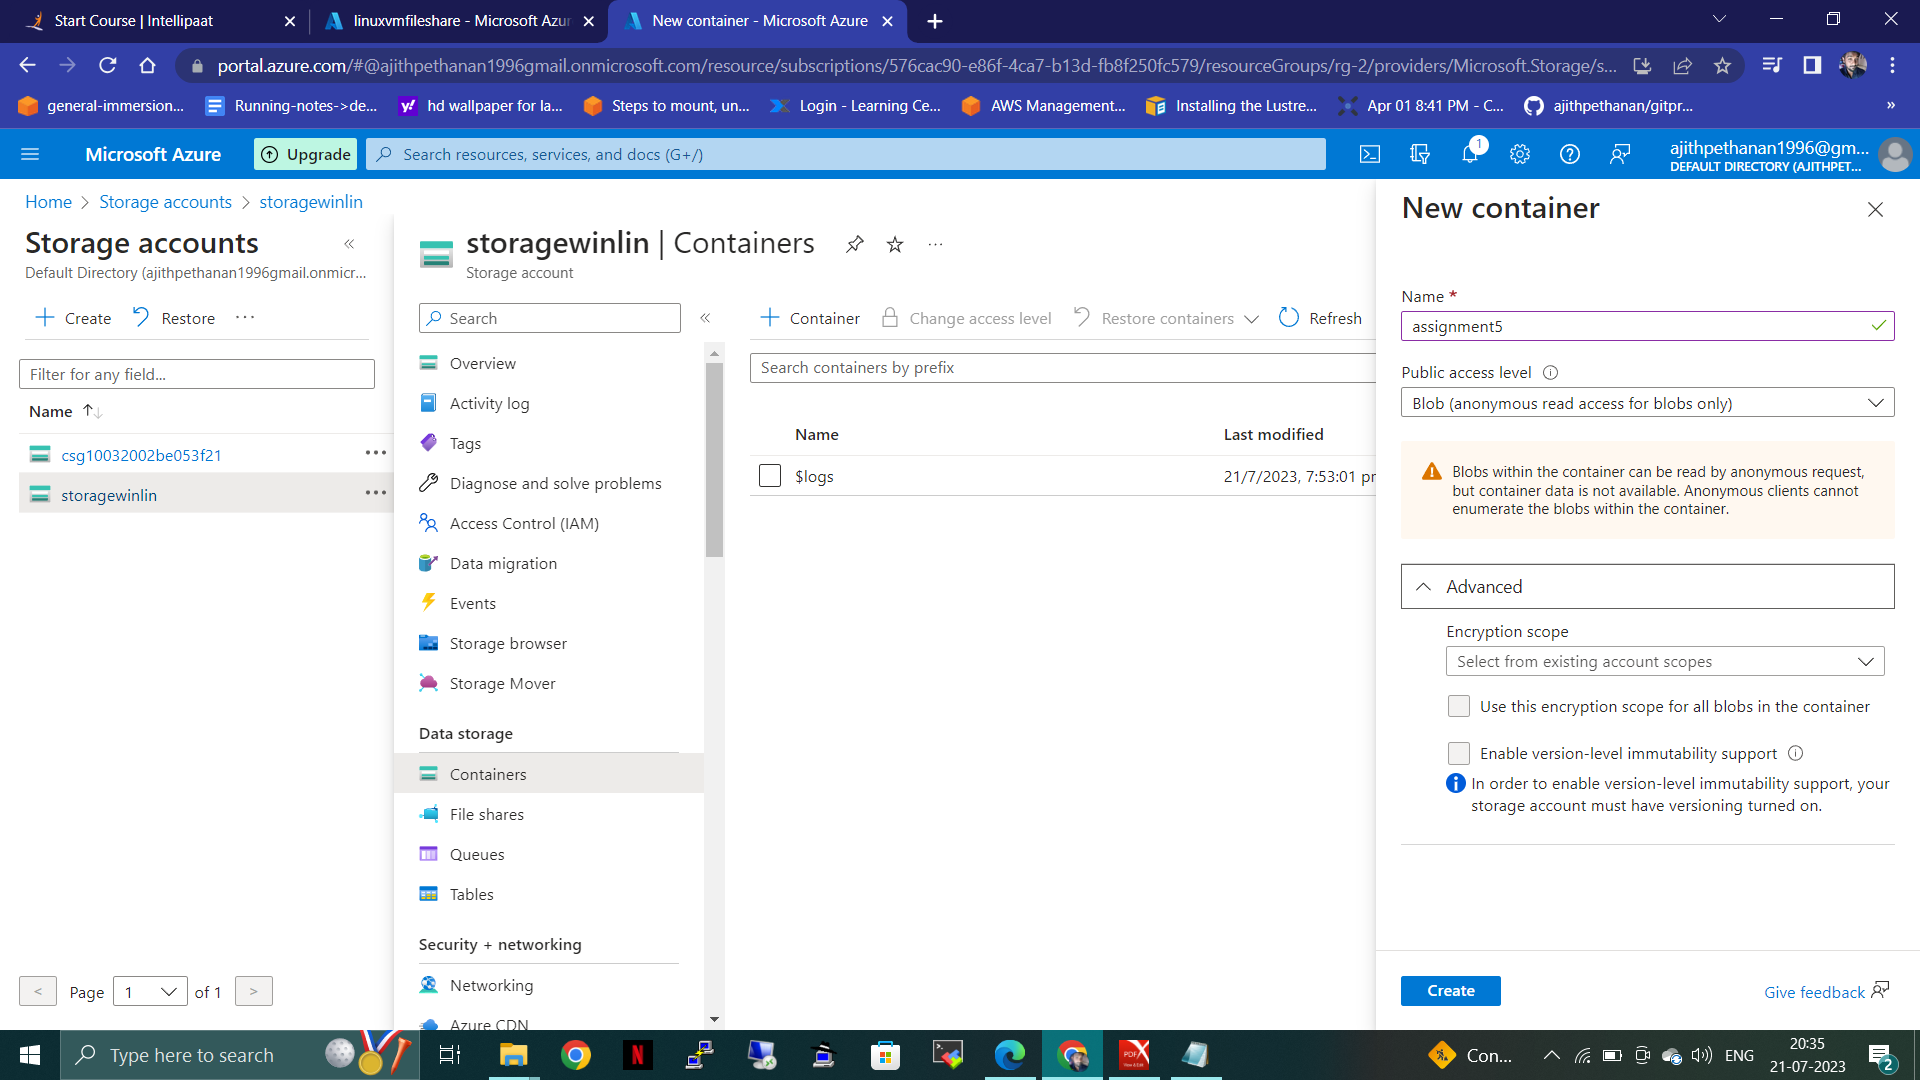 Start Course | Intellipaat
linuxvmfileshare - Microsoft Azur
New container - Microsoft Azure
portal.azure.com/#@ajithpethanan1996gmail.onmicrosoft.com/resource/subscriptions/576cac90-e86f-4ca7-b13d-fb8f250fc579/resourceGroups/rg-2/providers/Microsoft.Storage/s...
general-immersion...
Running-notes->de...
hd wallpaper for la...
Steps to mount, un...
Login - Learning Ce...
AWS Management...
Installing the Lustre...
Apr 01 8:41 PM - C...
ajithpethanan/gitpr...
»
Microsoft Azure
Upgrade
Search resources, services, and docs (G+/)
1
ajithpethanan1996@gm...
DEFAULT DIRECTORY (AJITHPET...
Home > Storage accounts > storagewinlin
Storage accounts
Default Directory (ajithpethanan1996gmail.onmicr...
Create
Restore
...
Filter for any field...
Name
csg10032002be053f21
storagewinlin
< Page 1 of 1 >
storagewinlin | Containers
Storage account
Search
Overview
Activity log
Tags
Diagnose and solve problems
Access Control (IAM)
Data migration
Events
Storage browser
Storage Mover
Data storage
Containers
File shares
Queues
Tables
Security + networking
Networking
Azure CDN
Container
Change access level
Restore containers
Refresh
Search containers by prefix
Name
Last modified
$logs
21/7/2023, 7:53:01 pr
New container
Name *
assignment5
Public access level
Blob (anonymous read access for blobs only)
Blobs within the container can be read by anonymous request,
but container data is not available. Anonymous clients cannot
enumerate the blobs within the container.
Advanced
Encryption scope
Select from existing account scopes
Use this encryption scope for all blobs in the container
Enable version-level immutability support
In order to enable version-level immutability support, your
storage account must have versioning turned on.
Create
Give feedback
Type here to search
Con...
ENG
20:35
21-07-2023
2